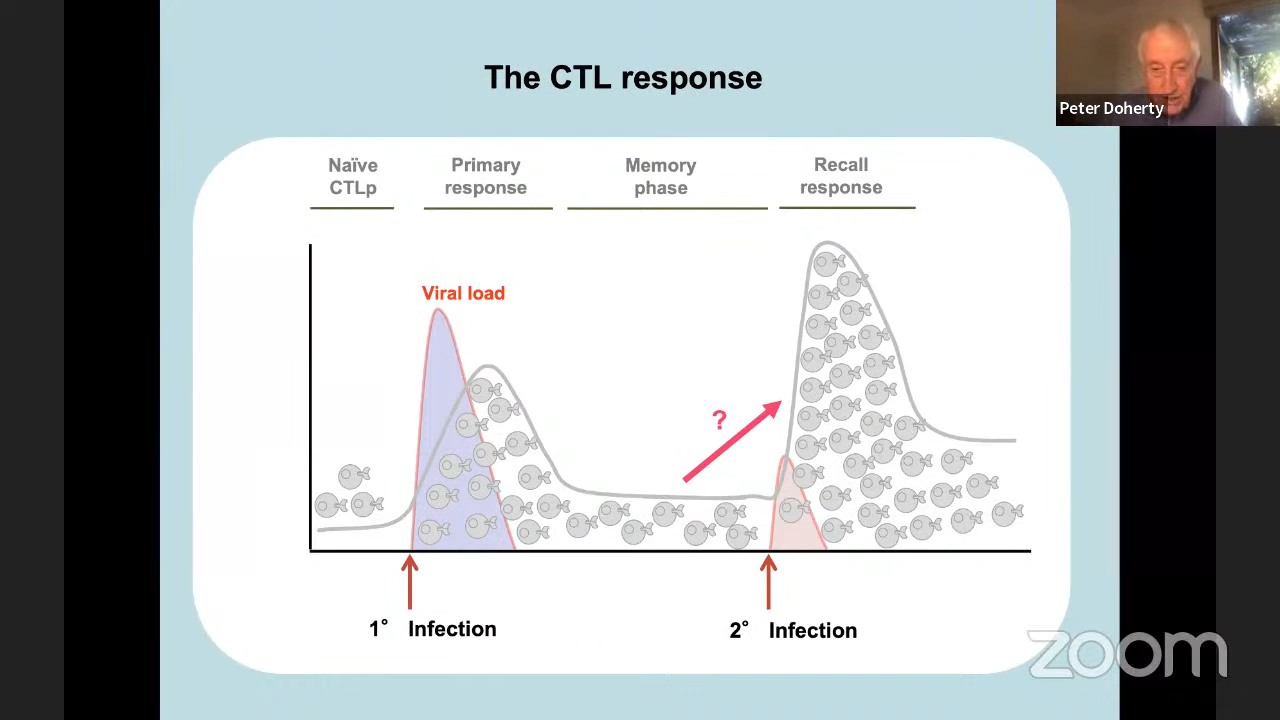 The CTL response
Peter Doherty
Naïve
CTLp
Primary
response
Memory
phase
Recall
response
Viral load
?
1° Infection
2° Infection
zoom